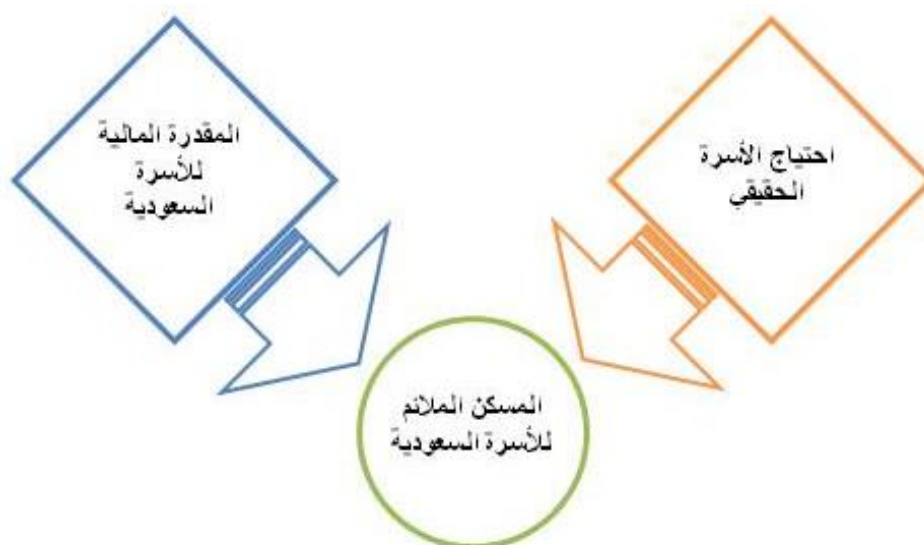 احتياج الأسرة
الحقيقي
المقدرة المالية
للأسرة
السعودية
المسكن الملائم
للأسرة السعودية